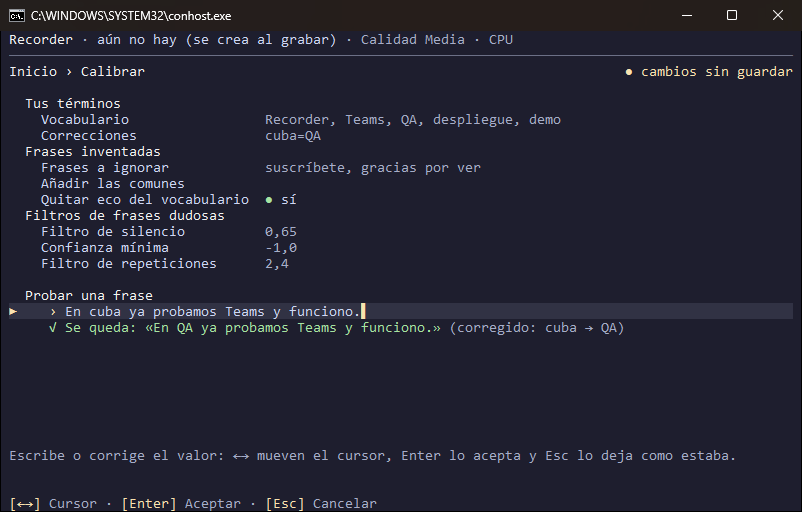 C:\WINDOWS\SYSTEM32\conhost.exe
Recorder · aún no hay (se crea al grabar) · Calidad Media · CPU
Inicio › Calibrar ● cambios sin guardar
Tus términos
Vocabulario Recorder, Teams, QA, despliegue, demo
Correcciones cuba=QA
Frases inventadas
Frases a ignorar suscríbete, gracias por ver
Añadir las comunes
Quitar eco del vocabulario ● sí
Filtros de frases dudosas
Filtro de silencio 0,65
Confianza mínima -1,0
Filtro de repeticiones 2,4
Probar una frase
► › En cuba ya probamos Teams y funciono.
√ Se queda: «En QA ya probamos Teams y funciono.» (corregido: cuba → QA)
Escribe o corrige el valor: ↔ mueven el cursor, Enter lo acepta y Esc lo deja como estaba.
[↔] Cursor · [Enter] Aceptar · [Esc] Cancelar